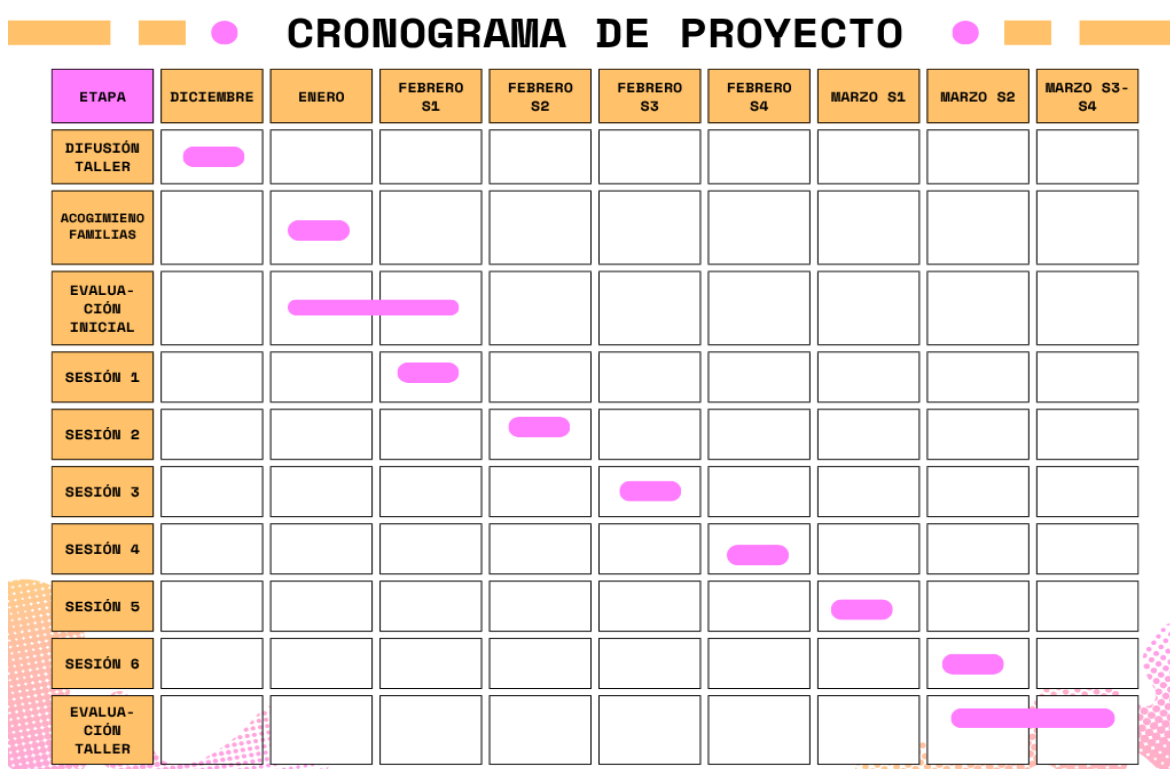 CRONOGRAMA DE PROYECTO
ETAPA
DICIEMBRE
ENERO
FEBRERO
S1
FEBRERO
S2
FEBRERO
S3
FEBRERO
S4
MARZO S1
MARZO S2
MARZO S3-
S4
DIFUSIÓN
TALLER
ACOGIMIENO
FAMILIAS
EVALUA-
CIÓN
INICIAL
SESIÓN 1
SESIÓN 2
SESIÓN 3
SESIÓN 4
SESIÓN 5
SESIÓN 6
EVALUA-
CIÓN
TALLER